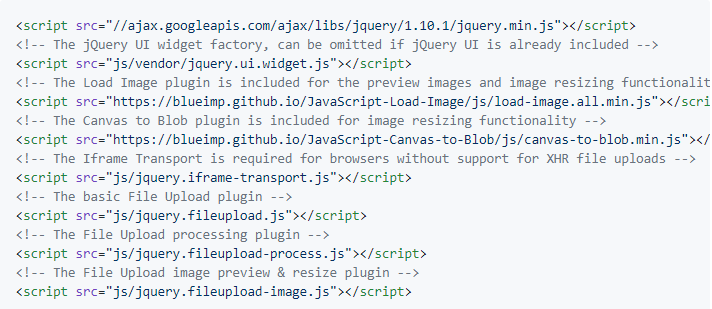 <script src="//ajax.googleapis.com/ajax/libs/jquery/1.10.1/jquery.min.js"></script>
<!-- The jQuery UI widget factory, can be omitted if jQuery UI is already included -->
<script src="js/vendor/jquery.ui.widget.js"></script>
<!-- The Load Image plugin is included for the preview images and image resizing functionalit
<script src="https://blueimp.github.io/JavaScript-Load-Image/js/load-image.all.min.js"></scri
<!-- The Canvas to Blob plugin is included for image resizing functionality -->
<script src="https://blueimp.github.io/JavaScript-Canvas-to-Blob/js/canvas-to-blob.min.js"></
<!-- The Iframe Transport is required for browsers without support for XHR file uploads -->
<script src="js/jquery.iframe-transport.js"></script>
<!-- The basic File Upload plugin -->
<script src="js/jquery.fileupload.js"></script>
<!-- The File Upload processing plugin -->
<script src="js/jquery.fileupload-process.js"></script>
<!-- The File Upload image preview & resize plugin -->
<script src="js/jquery.fileupload-image.js"></script>